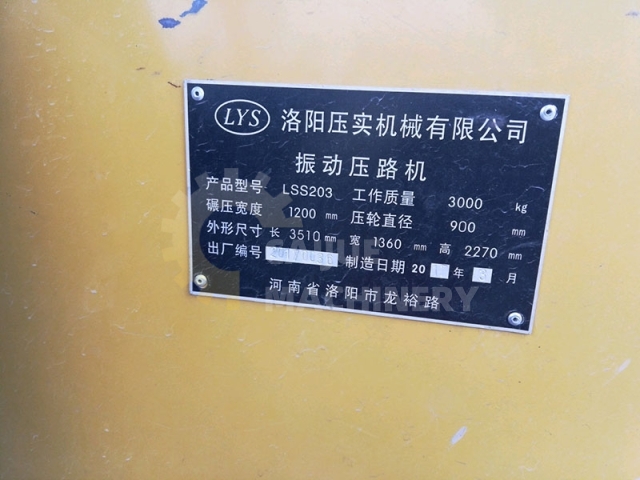 LYS 洛阳压实机械有限公司
振动压路机
产品型号 LSS203 工作质量 3000 kg
碾压宽度 1200 mm 压轮直径 900 mm
外形尺寸 长 3510 mm 宽 1360 mm 高 2270 mm
出厂编号 制造日期 20 年 3 月
河南省洛阳市龙裕路
MACHINERY